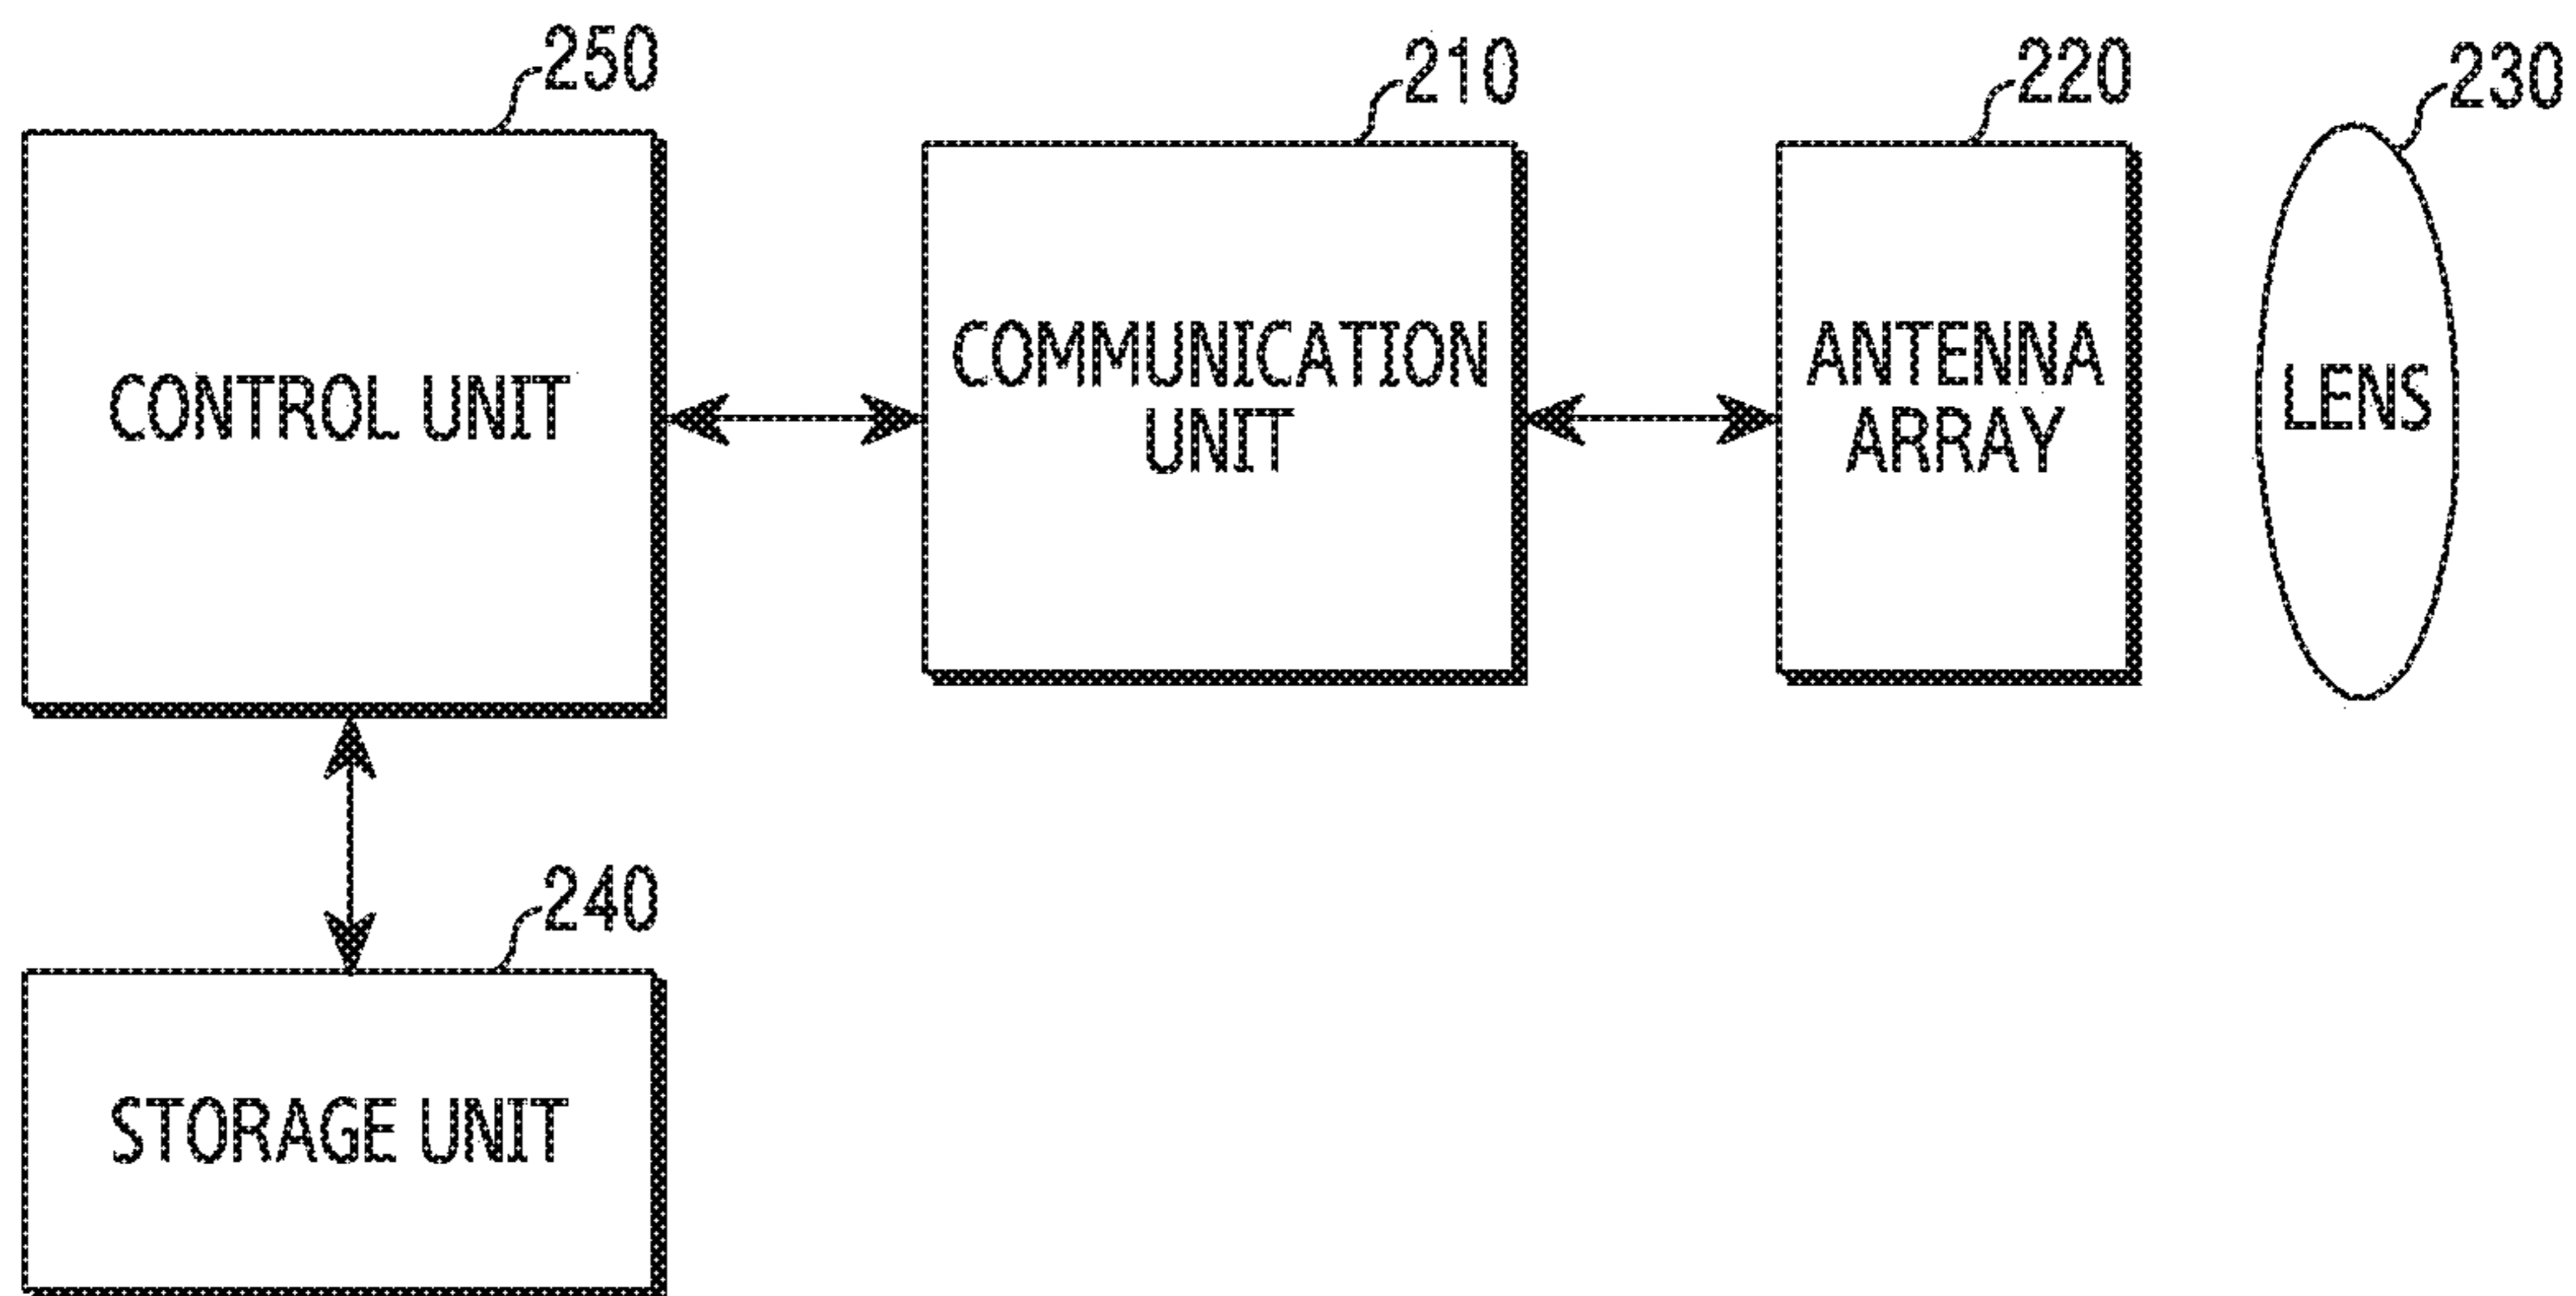 250
210
220
230
CONTROL UNIT
COMMUNICATION
UNIT
ANTENNA
ARRAY
LENS
240
STORAGE UNIT